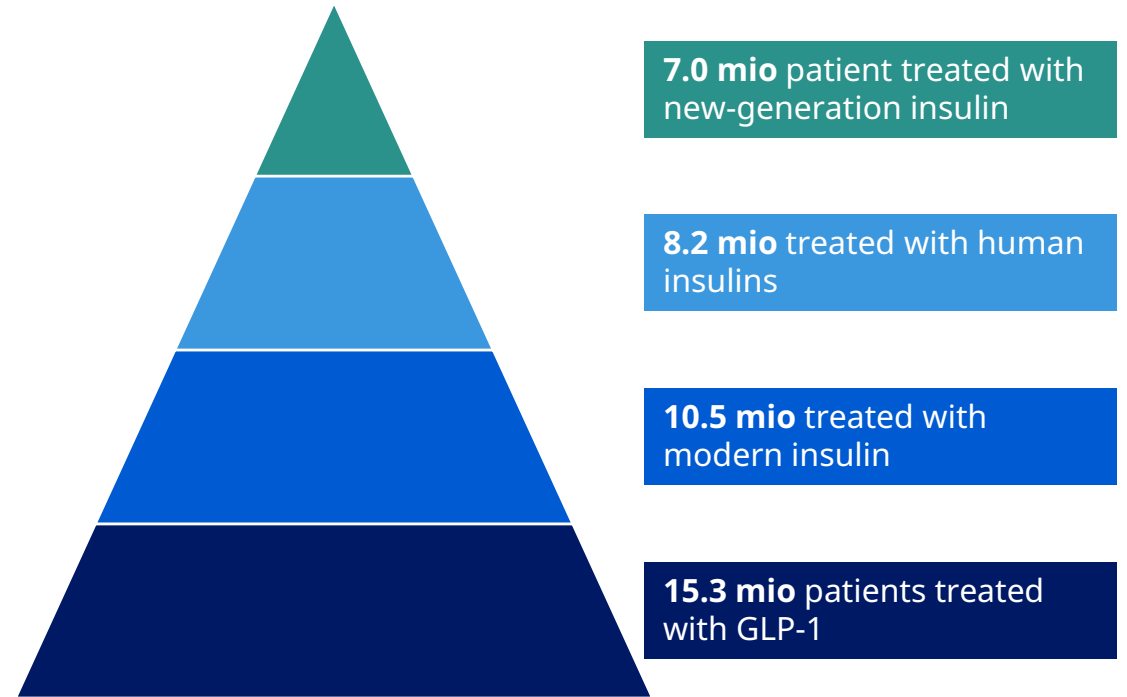 7.0 mio patient treated with
new-generation insulin
8.2 mio treated with human
insulins
10.5 mio treated with
modern insulin
15.3 mio patients treated
with GLP-1